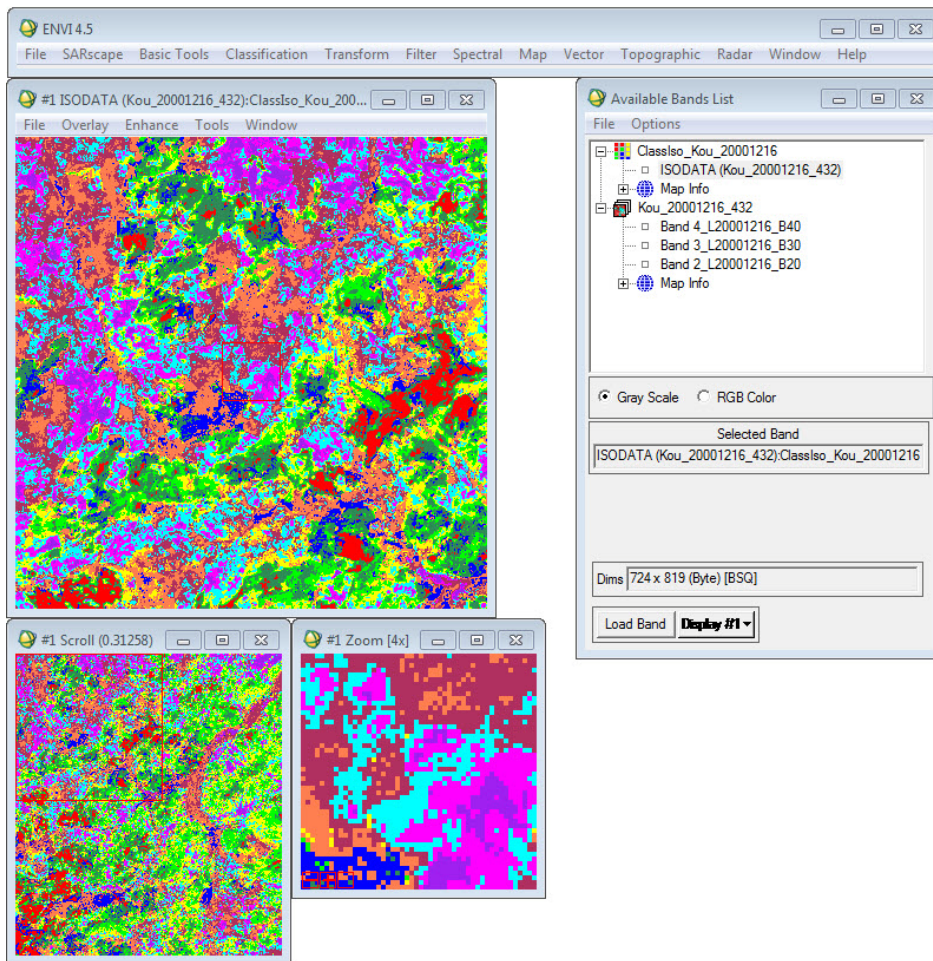 ENVI 4.5
File SARscape Basic Tools Classification Transform Filter Spectral Map Vector Topographic Radar Window Help
#1 ISODATA (Kou_20001216_432):ClassIso_Kou_200...
File Overlay Enhance Tools Window
Available Bands List
File Options
ClassIso_Kou_20001216
ISODATA (Kou_20001216_432)
Map Info
Kou_20001216_432
Band 4_L20001216_B40
Band 3_L20001216_B30
Band 2_L20001216_B20
Map Info
Gray Scale RGB Color
Selected Band
ISODATA (Kou_20001216_432):ClassIso_Kou_20001216
Dims 724 x 819 (Byte) [BSQ]
Load Band Display #1
#1 Scroll (0.31258)
#1 Zoom [4x]